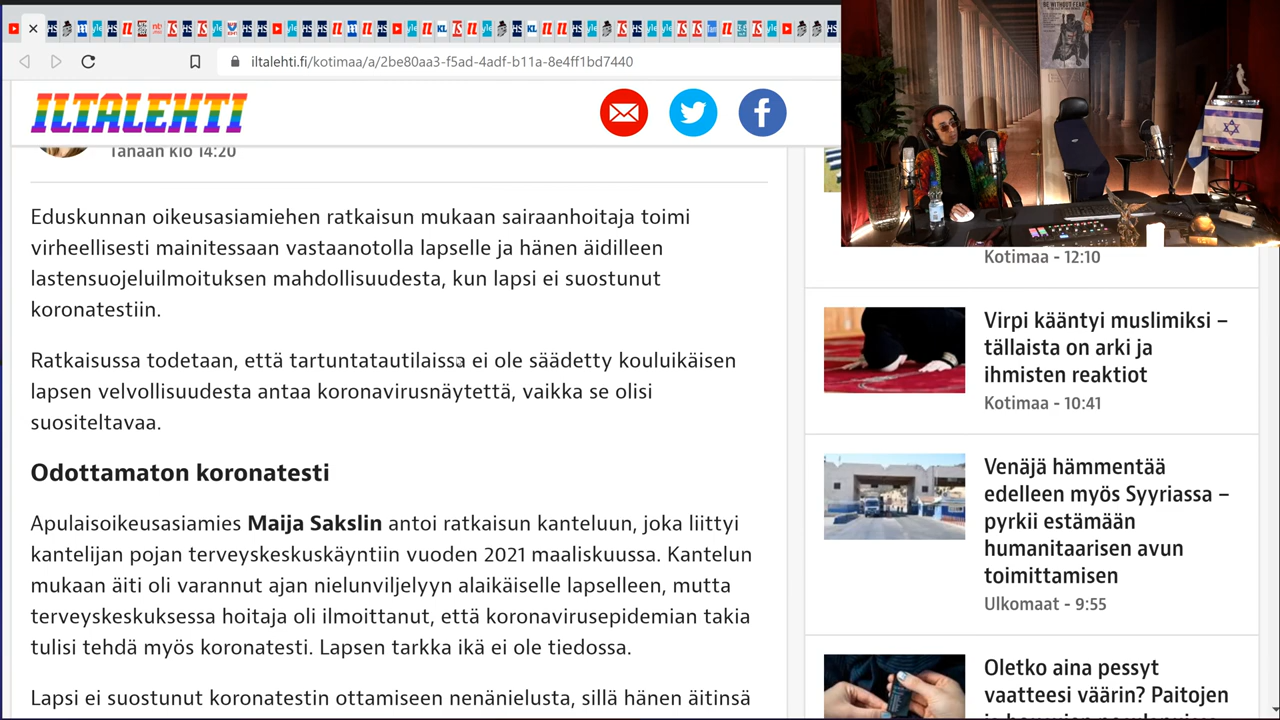 iltalehti.fi/kotimaa/a/2be80aa3-f5ad-4adf-b11a-8e4ff1bd7440
ILTALEHTI
Tänään klo 14:20
Eduskunnan oikeusasiamiehen ratkaisun mukaan sairaanhoitaja toimi
virheellisesti mainitessaan vastaanotolla lapselle ja hänen äidilleen
lastensuojeluilmoituksen mahdollisuudesta, kun lapsi ei suostunut
koronatestiin.
Ratkaisussa todetaan, että tartuntatautilaissa ei ole säädetty kouluikäisen
lapsen velvollisuudesta antaa koronavirusnäytettä, vaikka se olisi
suositeltavaa.
Odottamaton koronatesti
Apulaisoikeusasiamies Maija Sakslin antoi ratkaisun kanteluun, joka liittyi
kantelijan pojan terveyskeskuskäyntiin vuoden 2021 maaliskuussa. Kantelun
mukaan äiti oli varannut ajan nielunviljelyyn alaikäiselle lapselleen, mutta
terveyskeskuksessa hoitaja oli ilmoittanut, että koronavirusepidemian takia
tulisi tehdä myös koronatesti. Lapsen tarkka ikä ei ole tiedossa.
Lapsi ei suostunut koronatestin ottamiseen nenänielusta, sillä hänen äitinsä
BE WITHOUT FEAR
Kotimaa - 12:10
Virpi kääntyi muslimiksi –
tällaista on arki ja
ihmisten reaktiot
Kotimaa - 10:41
Venäjä hämmentää
edelleen myös Syyriassa –
pyrkii estämään
humanitaarisen avun
toimittamisen
Ulkomaat - 9:55
Oletko aina pessyt
vaatteesi väärin? Paitojen